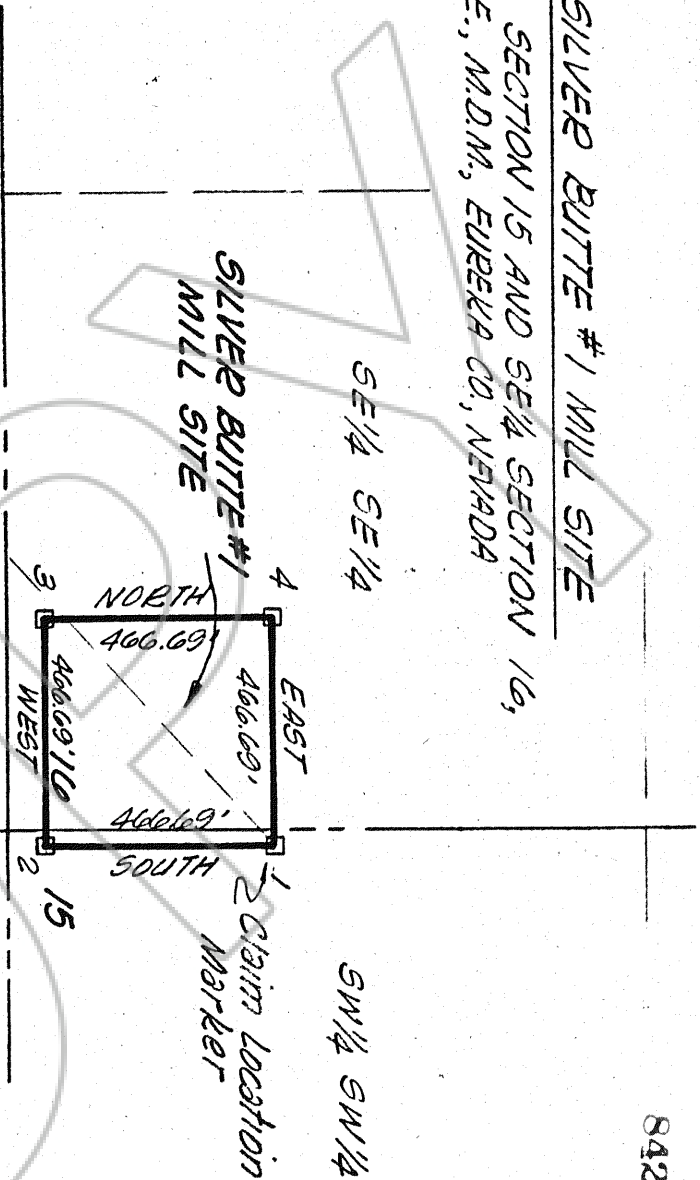 SILVER BUTTE #1 MILL SITE
SECTION 15 AND SE1/4 SECTION 16,
E., M.D.M., EUREKA CO., NEVADA
842
SE1/4 SE1/4
SW1/4 SW1/4
SILVER BUTTE #1
MILL SITE
4
EAST
466.69'
1
Claim Location
Marker
NORTH
466.69'
466.69'
SOUTH
3
466.69'
WEST
2
16
15